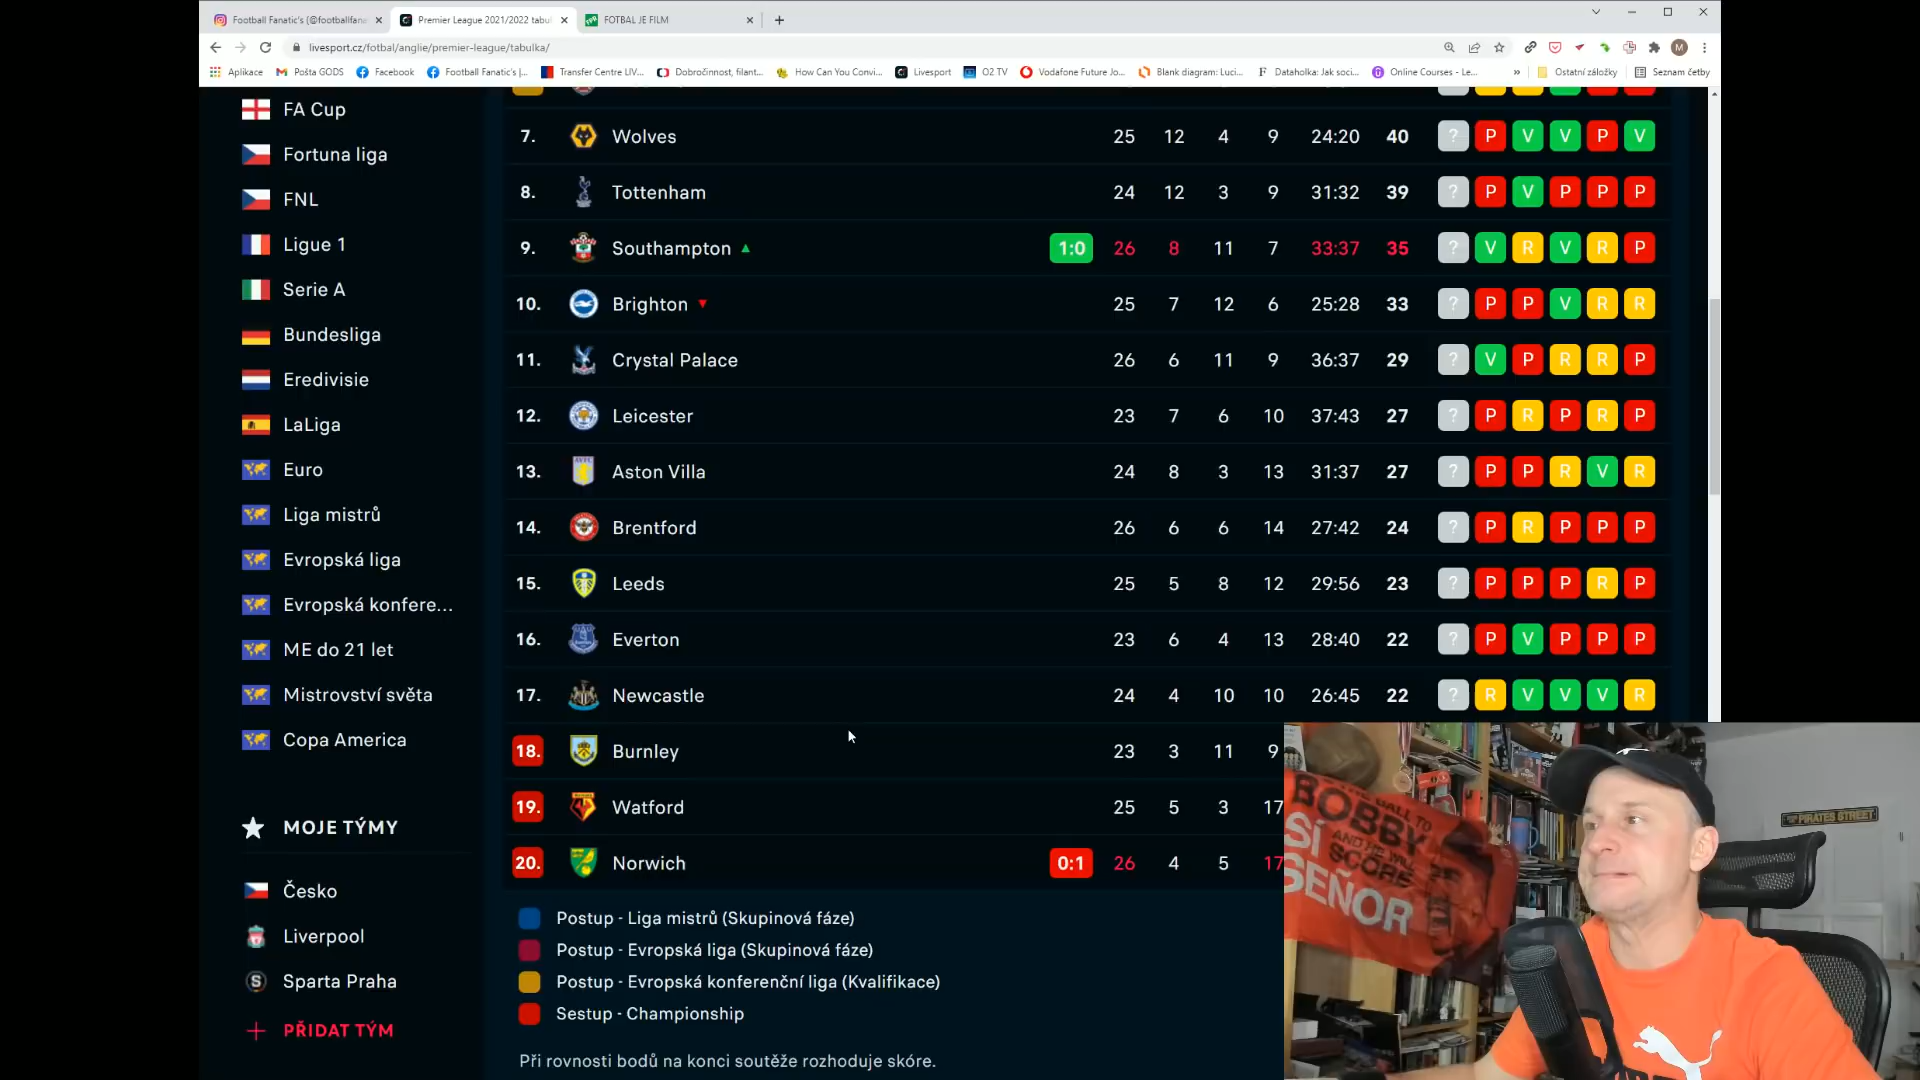 Football Fanatic's (@footballfana
Premier League 2021/2022 tabul
FOTBAL JE FILM
livesport.cz/fotbal/anglie/premier-league/tabulka/
M
Aplikace
Pošta GODS
Facebook
Football Fanatic's |...
Transfer Centre LIV...
Dobročinnost, filant...
How Can You Convi...
Livesport
O2 TV
Vodafone Future Jo...
Blank diagram: Luci...
Dataholka: Jak soci...
Online Courses - Le...
»
Ostatní záložky
Seznam četby
FA Cup
Fortuna liga
FNL
Ligue 1
Serie A
Bundesliga
Eredivisie
LaLiga
Euro
Liga mistrů
Evropská liga
Evropská konfere...
ME do 21 let
Mistrovství světa
Copa America
MOJE TÝMY
Česko
Liverpool
Sparta Praha
PŘIDAT TÝM
7. Wolves 25 12 4 9 24:20 40 ? P V V P V
8. Tottenham 24 12 3 9 31:32 39 ? P V P P P
9. Southampton 1:0 26 8 11 7 33:37 35 ? V R V R P
10. Brighton 25 7 12 6 25:28 33 ? P P V R R
11. Crystal Palace 26 6 11 9 36:37 29 ? V P R R P
12. Leicester 23 7 6 10 37:43 27 ? P R P R P
13. Aston Villa 24 8 3 13 31:37 27 ? P P R V R
14. Brentford 26 6 6 14 27:42 24 ? P R P P P
15. Leeds 25 5 8 12 29:56 23 ? P P P R P
16. Everton 23 6 4 13 28:40 22 ? P V P P P
17. Newcastle 24 4 10 10 26:45 22 ? R V V V R
18. Burnley 23 3 11 9
19. Watford 25 5 3 17
20. Norwich 0:1 26 4 5 17
Postup - Liga mistrů (Skupinová fáze)
Postup - Evropská liga (Skupinová fáze)
Postup - Evropská konferenční liga (Kvalifikace)
Sestup - Championship
Při rovnosti bodů na konci soutěže rozhoduje skóre.
BOBBY
SCORE
SÍ
SEÑOR
PIRATES STREET